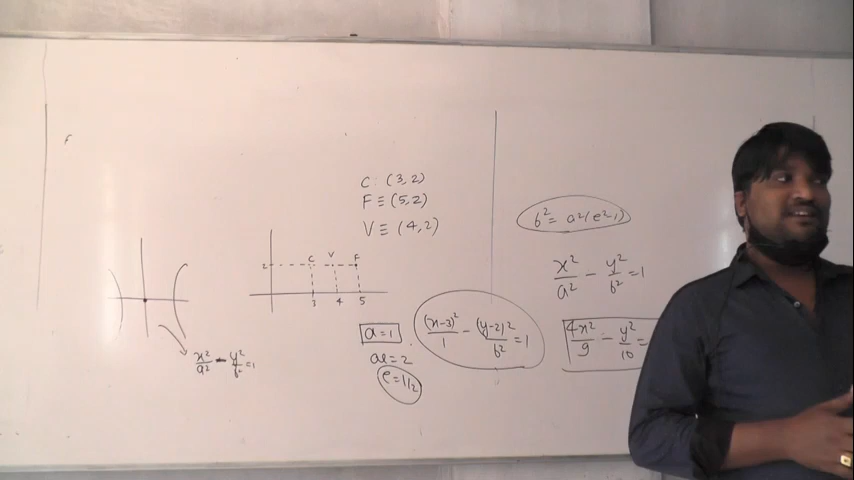 C : (3,2)
F ≡ (5,2)
V ≡ (4,2)
2 C V F
3 4 5
x²/a² - y²/b² = 1
a = 1
ae = 2
e = 1/2
(x-3)²/1 - (y-2)²/b² = 1
b² = a²(e²-1)
x²/a² - y²/b² = 1
4x²/9 - y²/10 =